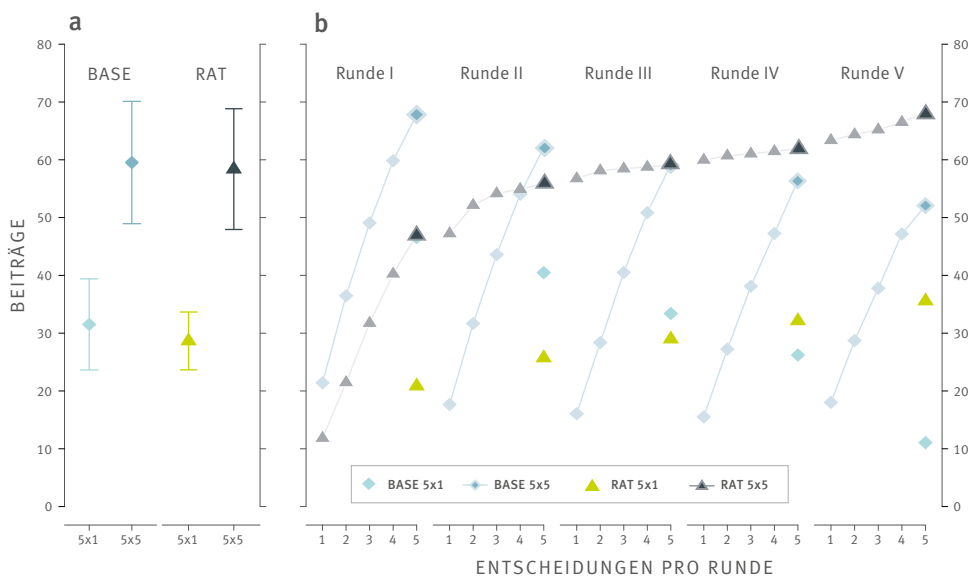 a
b
80
70
60
50
40
30
20
10
0
BEITRÄGE
BASE RAT
5x1 5x5 5x1 5x5
Runde I Runde II Runde III Runde IV Runde V
80
70
60
50
40
30
20
10
0
BASE 5x1 BASE 5x5 RAT 5x1 RAT 5x5
1 2 3 4 5 1 2 3 4 5 1 2 3 4 5 1 2 3 4 5 1 2 3 4 5
ENTSCHEIDUNGEN PRO RUNDE